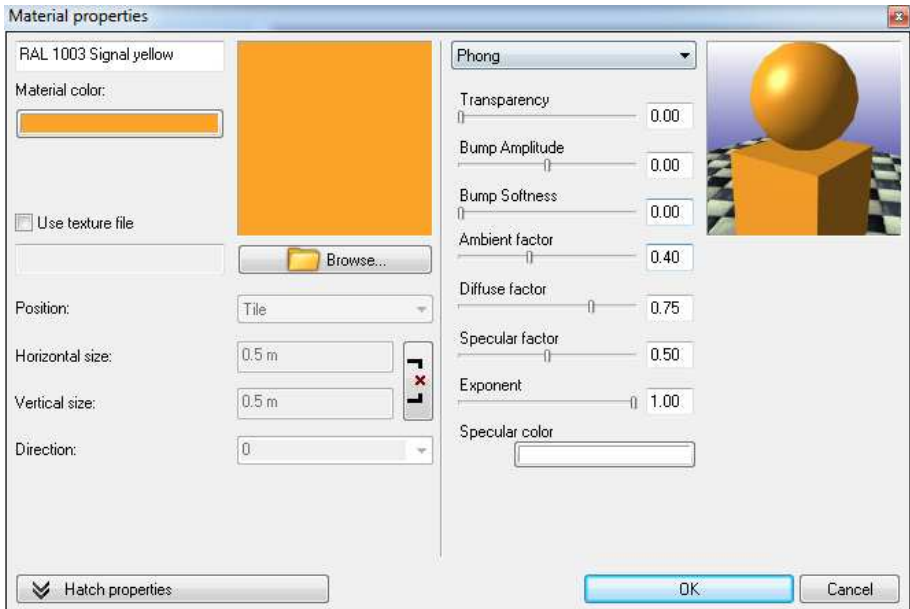 Material properties
RAL 1003 Signal yellow
Material color:
Use texture file
Browse...
Position:
Tile
Horizontal size:
0.5 m
Vertical size:
0.5 m
Direction:
0
Hatch properties
Phong
Transparency
0.00
Bump Amplitude
0.00
Bump Softness
0.00
Ambient factor
0.40
Diffuse factor
0.75
Specular factor
0.50
Exponent
1.00
Specular color
OK
Cancel